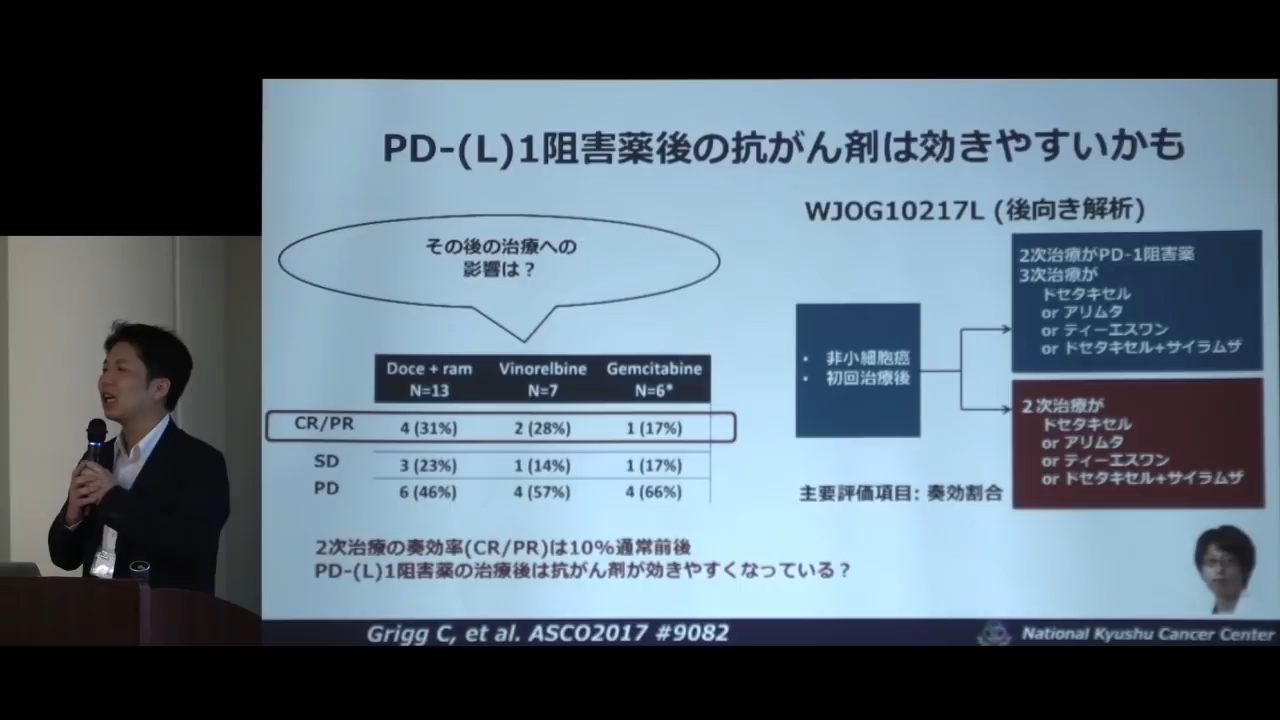 PD-(L)1阻害薬後の抗がん剤は効きやすいかも
その後の治療への
影響は？
Doce + ram Vinorelbine Gemcitabine
N=13 N=7 N=6*
CR/PR 4 (31%) 2 (28%) 1 (17%)
SD 3 (23%) 1 (14%) 1 (17%)
PD 6 (46%) 4 (57%) 4 (66%)
2次治療の奏効率(CR/PR)は10%通常前後
PD-(L)1阻害薬の治療後は抗がん剤が効きやすくなっている？
WJOG10217L (後向き解析)
• 非小細胞癌
• 初回治療後
2次治療がPD-1阻害薬
3次治療が
ドセタキセル
or アリムタ
or ティーエスワン
or ドセタキセル+サイラムザ
２次治療が
ドセタキセル
or アリムタ
or ティーエスワン
or ドセタキセル+サイラムザ
主要評価項目: 奏効割合
Grigg C, et al. ASCO2017 #9082
National Kyushu Cancer Center